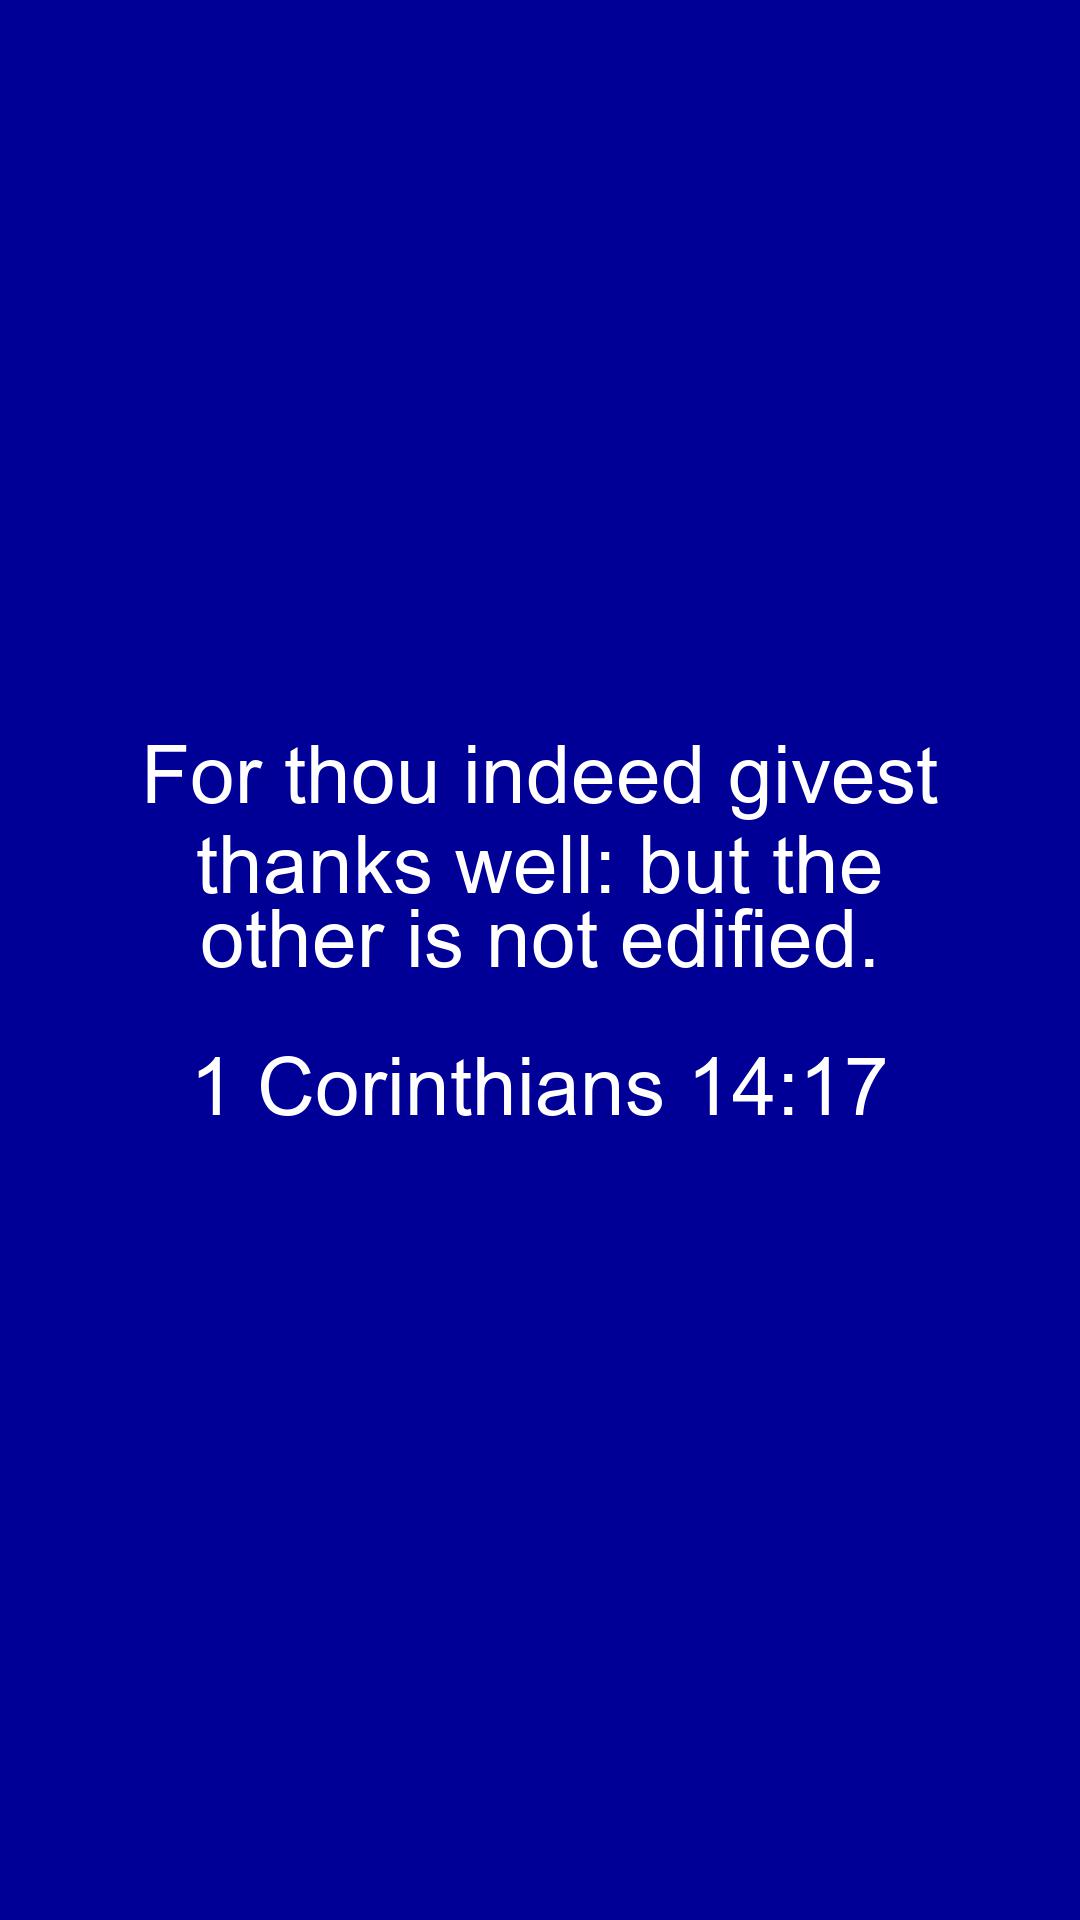 For thou indeed givest
thanks well: but the
other is not edified.
1 Corinthians 14:17